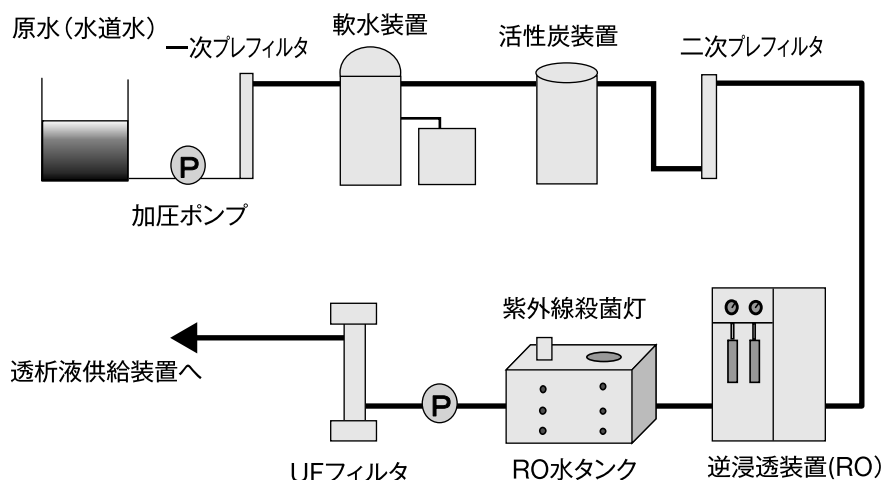 原水（水道水）
一次プレフィルタ
軟水装置
活性炭装置
二次プレフィルタ
P
加圧ポンプ
紫外線殺菌灯
透析液供給装置へ
P
UFフィルタ
RO水タンク
逆浸透装置(RO)